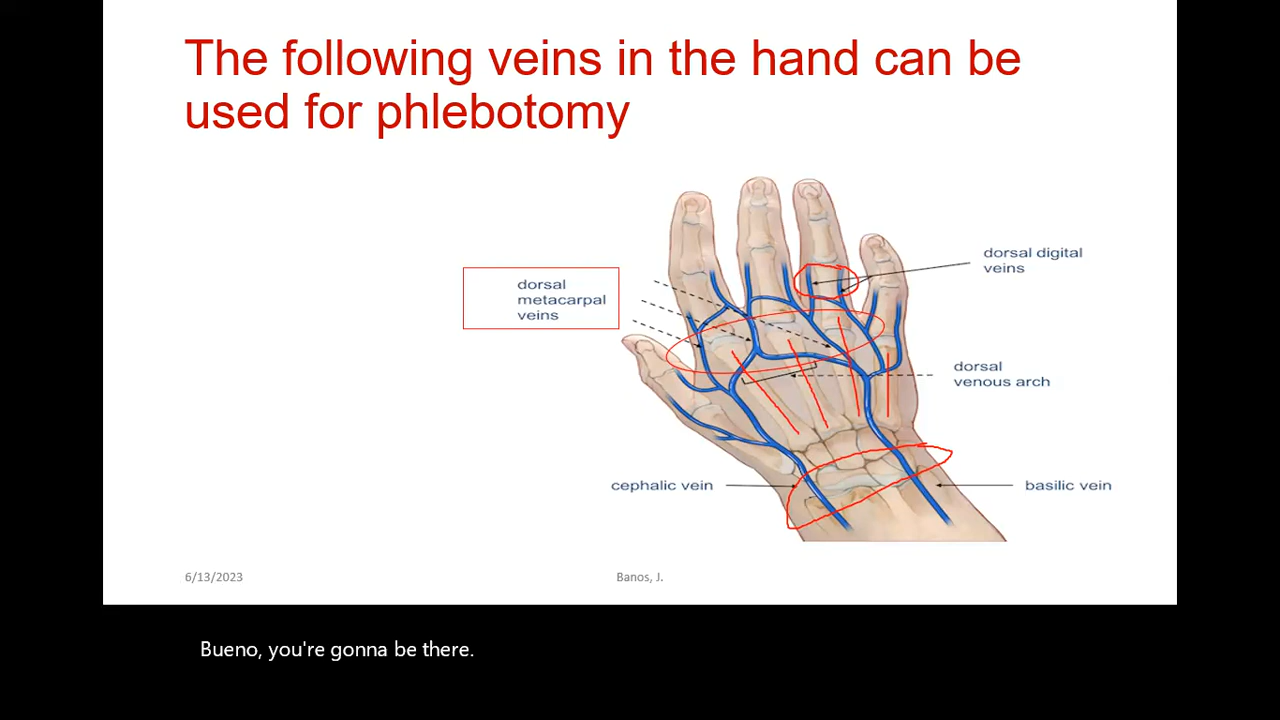 The following veins in the hand can be
used for phlebotomy
dorsal
metacarpal
veins
dorsal digital
veins
dorsal
venous arch
cephalic vein
basilic vein
6/13/2023
Banos, J.
Bueno, you're gonna be there.